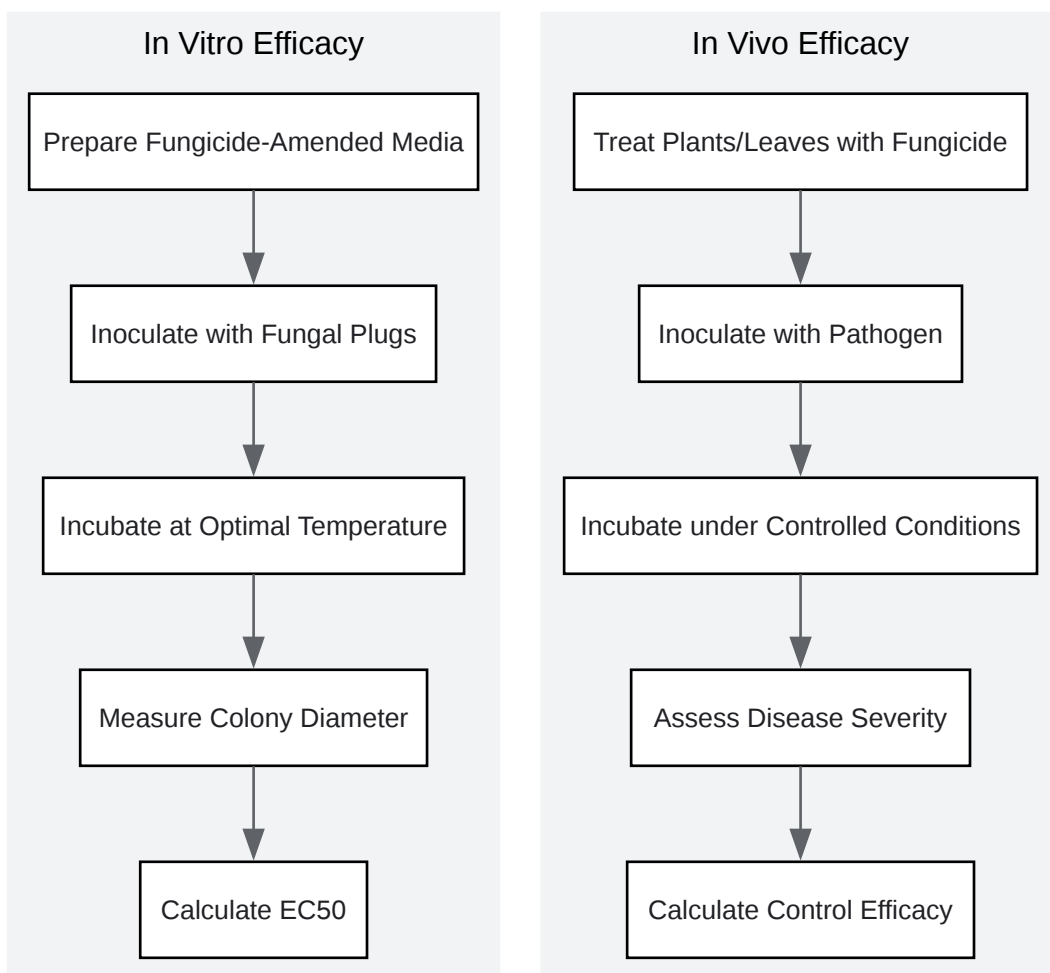 In Vitro Efficacy
Prepare Fungicide-Amended Media
Inoculate with Fungal Plugs
Incubate at Optimal Temperature
Measure Colony Diameter
Calculate EC50
In Vivo Efficacy
Treat Plants/Leaves with Fungicide
Inoculate with Pathogen
Incubate under Controlled Conditions
Assess Disease Severity
Calculate Control Efficacy